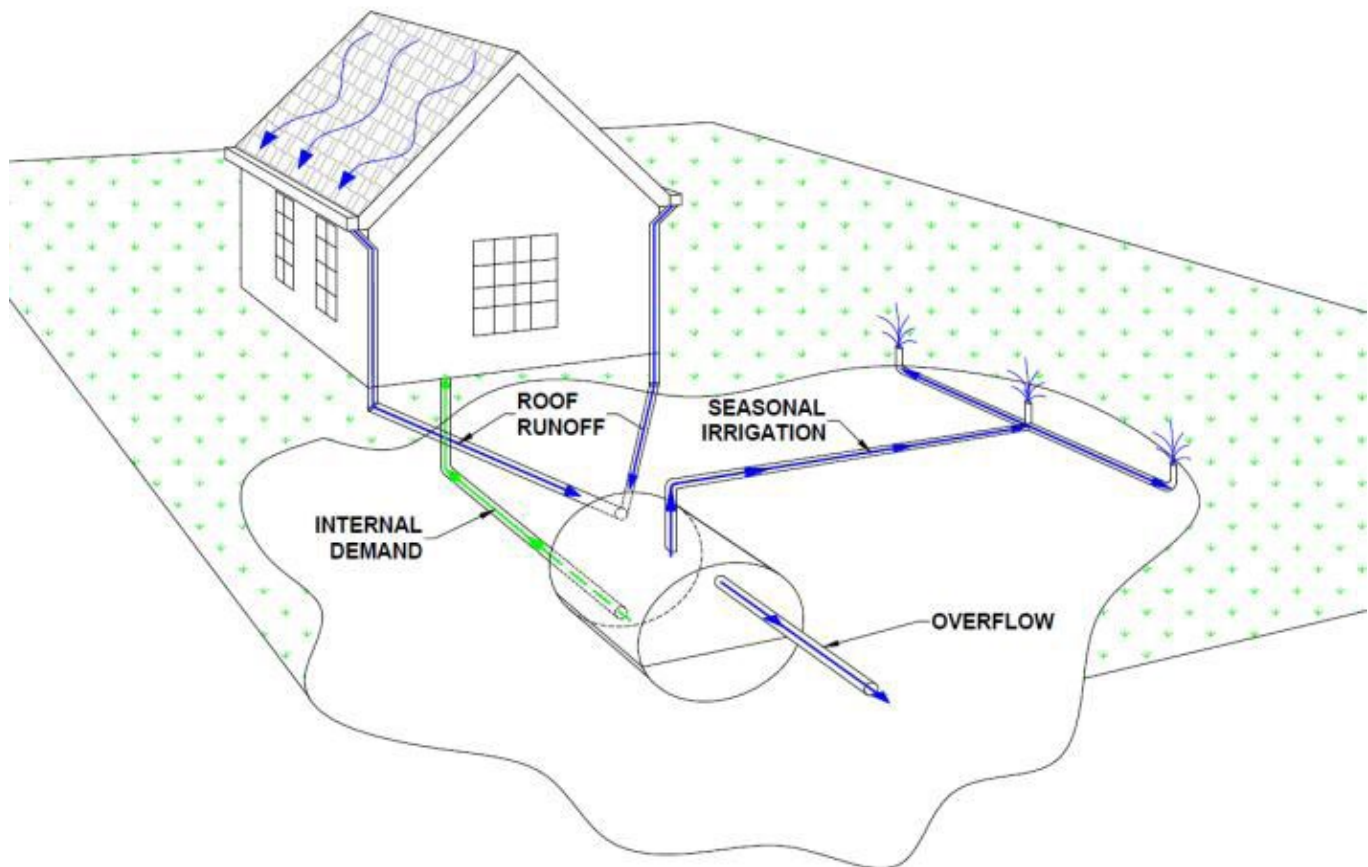 ROOF
RUNOFF
SEASONAL
IRRIGATION
INTERNAL
DEMAND
OVERFLOW